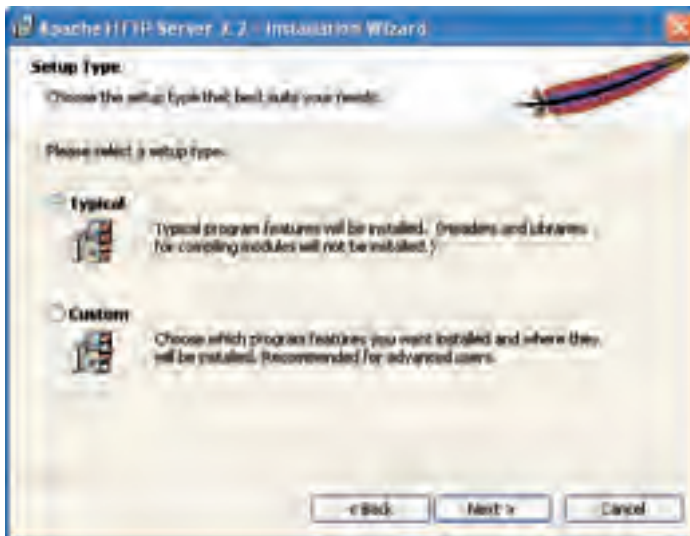 Apache HTTP Server 2.2 - Installation Wizard
Setup Type
Choose the setup type that best suits your needs.
Please select a setup type.
Typical
Typical program features will be installed. (Headers and Libraries
for compiling modules will not be installed.)
Custom
Choose which program features you want installed and where they
will be installed. Recommended for advanced users.
< Back
Next >
Cancel